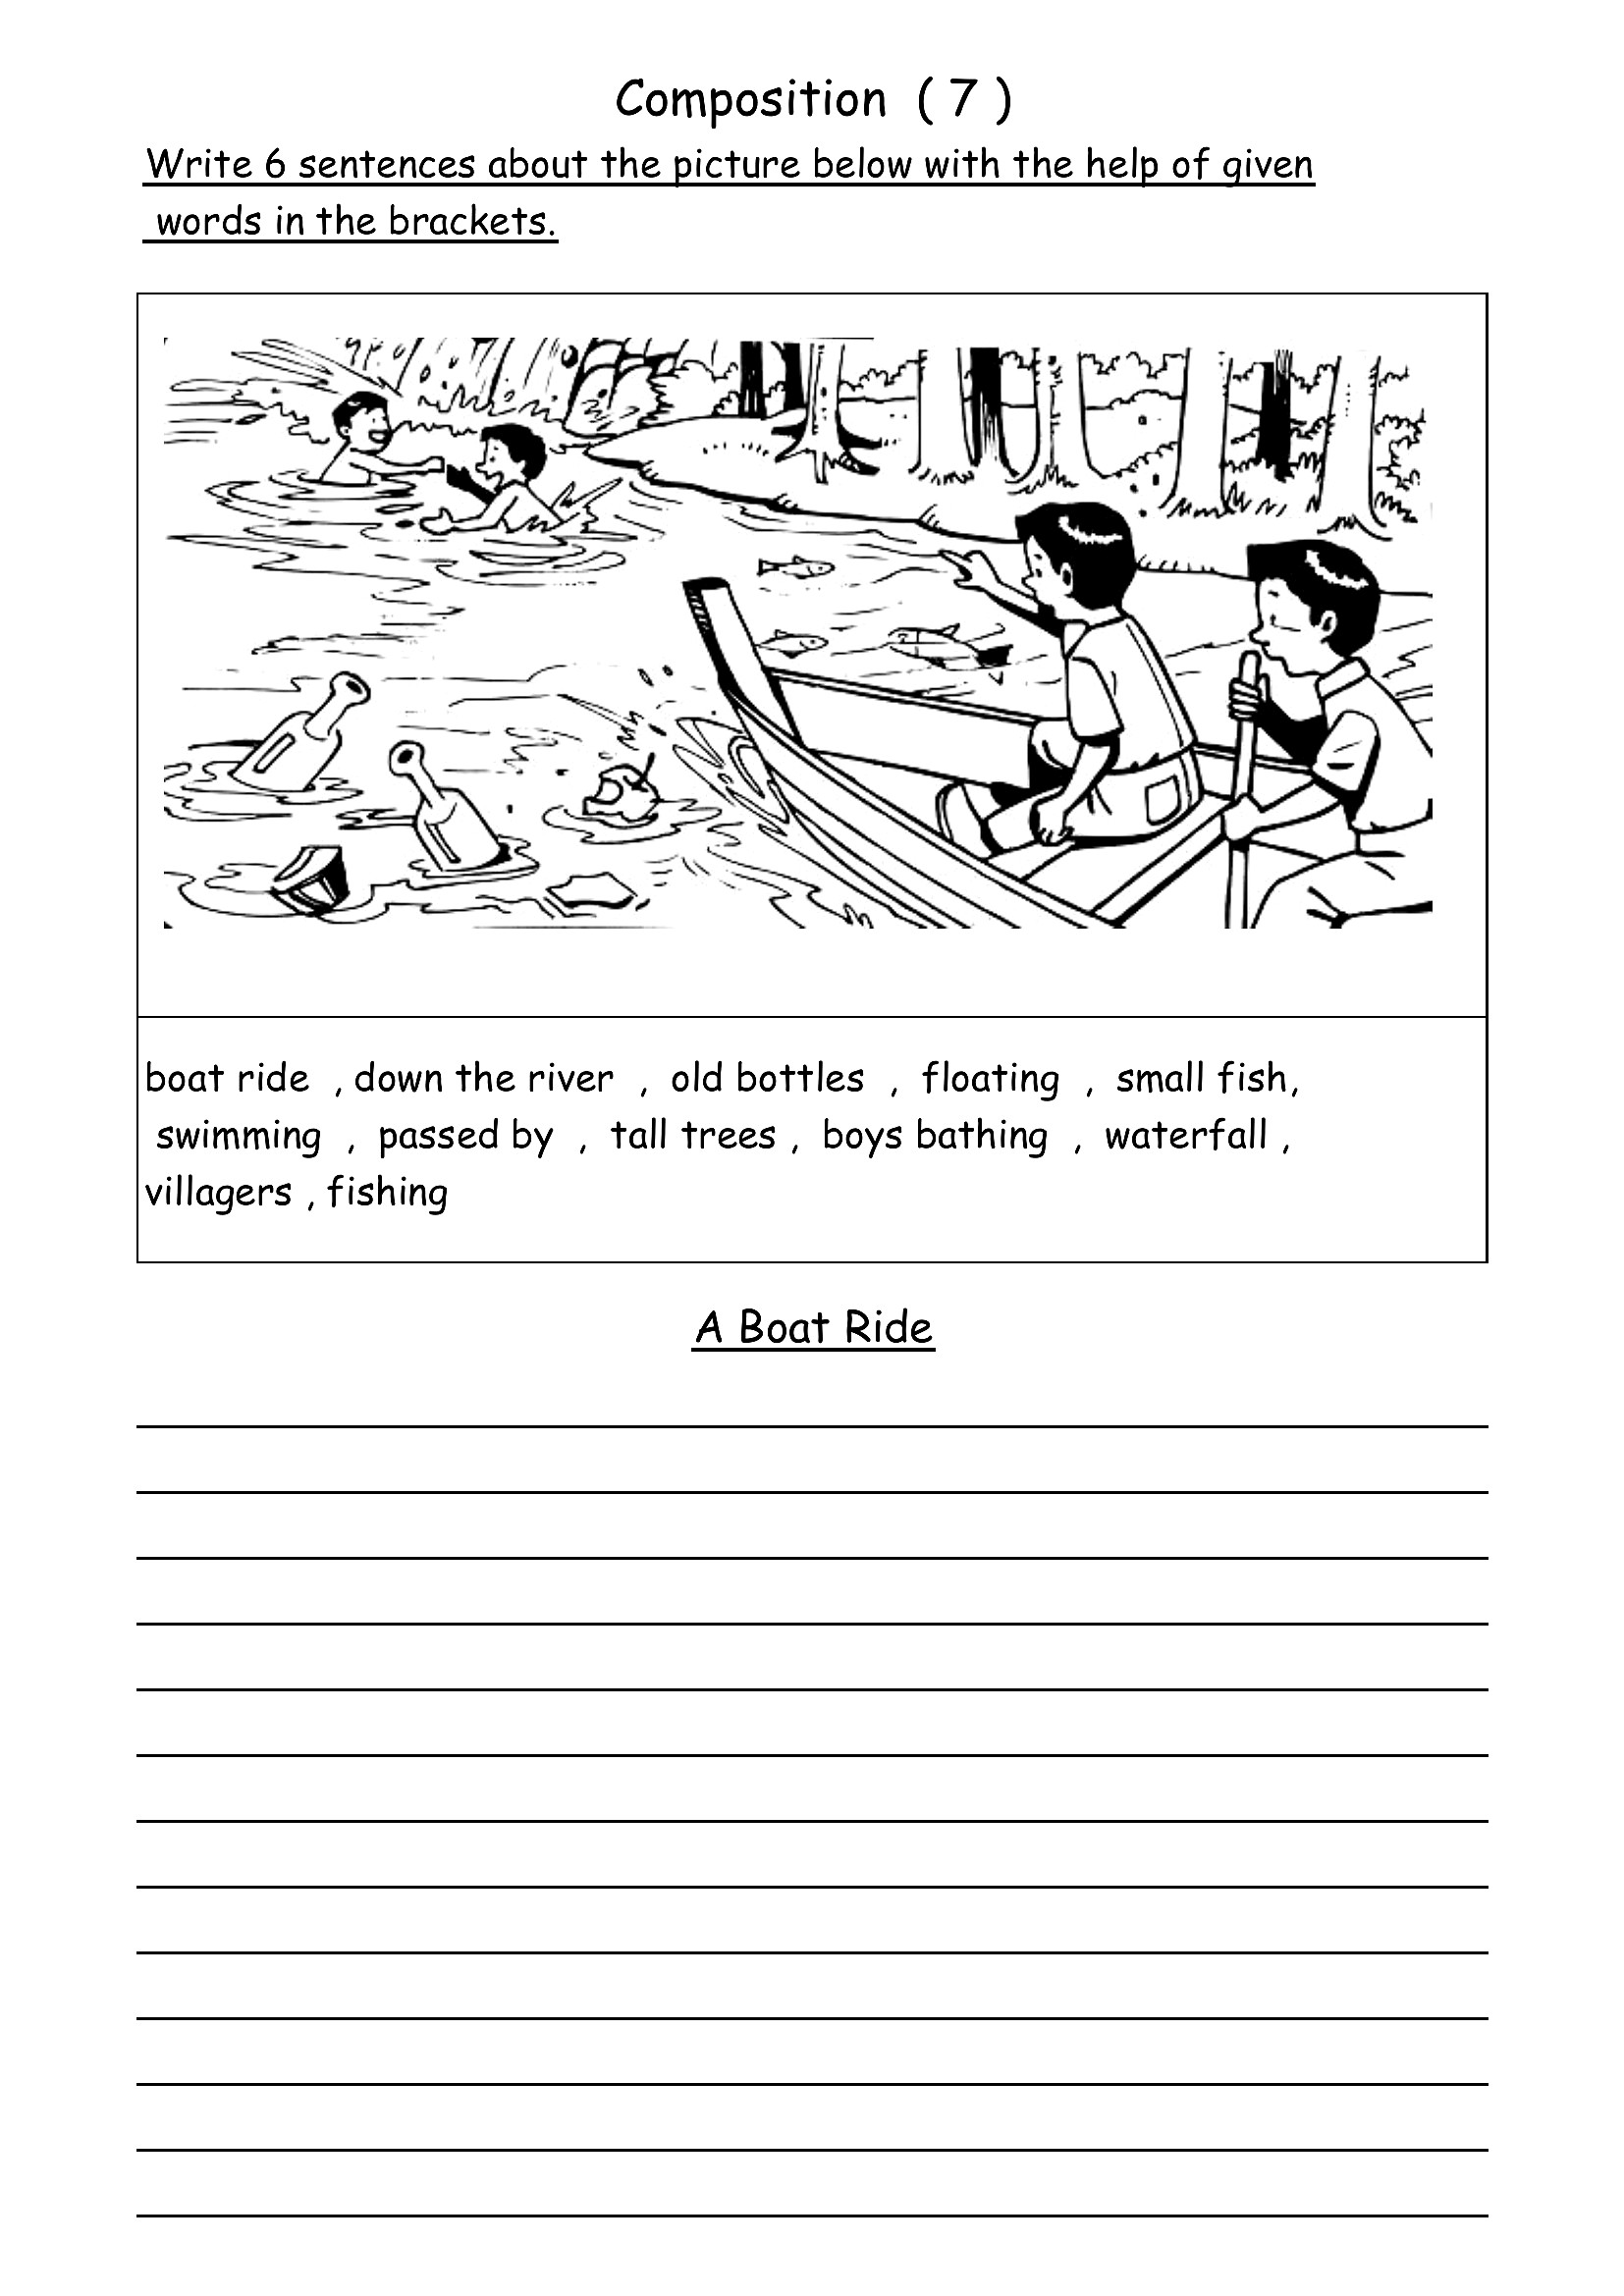 Composition ( 7 )
Write 6 sentences about the picture below with the help of given
words in the brackets.
boat ride , down the river , old bottles , floating , small fish,
swimming , passed by , tall trees , boys bathing , waterfall ,
villagers , fishing
A Boat Ride